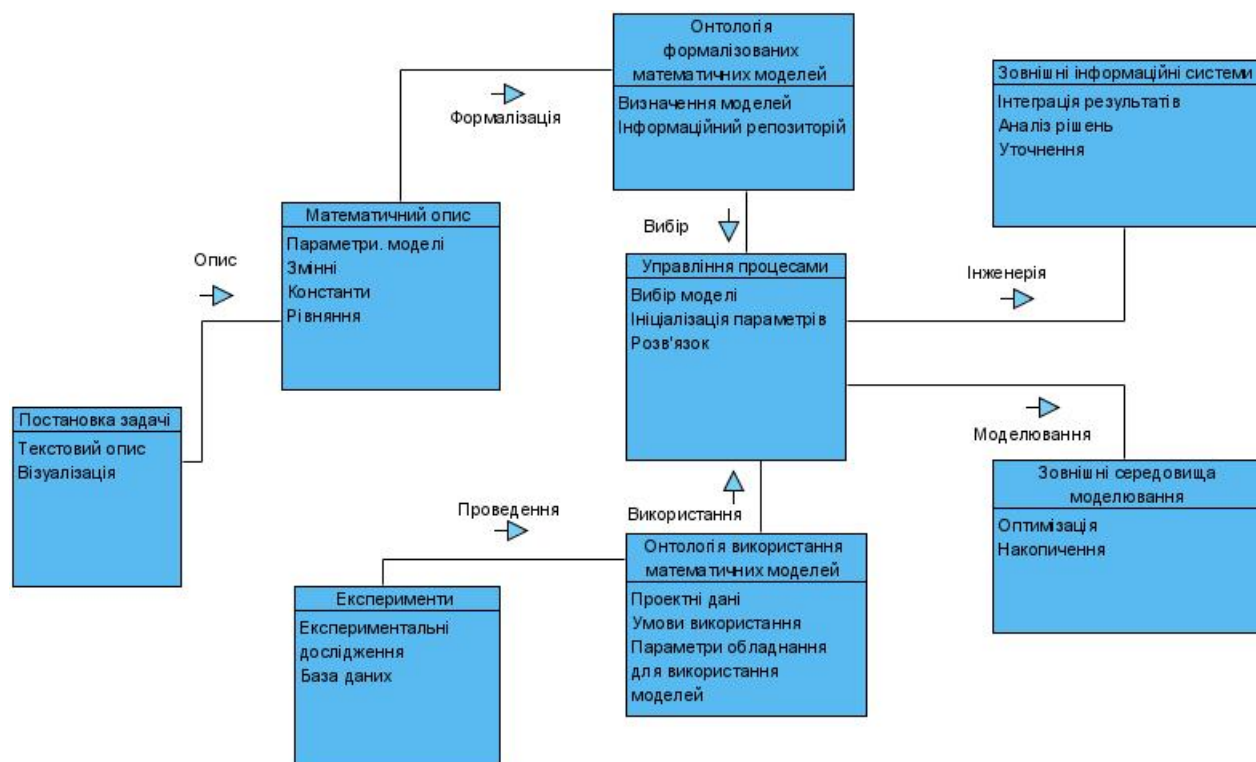 Онтологія
формалізованих
математичних моделей
Визначення моделей
Інформаційний репозиторій
Зовнішні інформаційні системи
Інтеграція результатів
Аналіз рішень
Уточнення
Формалізація
Математичний опис
Параметри. моделі
Змінні
Константи
Рівняння
Вибір
Опис
Управління процесами
Вибір моделі
Ініціалізація параметрів
Розв'язок
Інженерія
Постановка задачі
Текстовий опис
Візуалізація
Моделювання
Зовнішні середовища
моделювання
Оптимізація
Накопичення
Проведення
Використання
Онтологія використання
математичних моделей
Проектні дані
Умови використання
Параметри обладнання
для використання
моделей
Експерименти
Експериментальні
дослідження
База даних